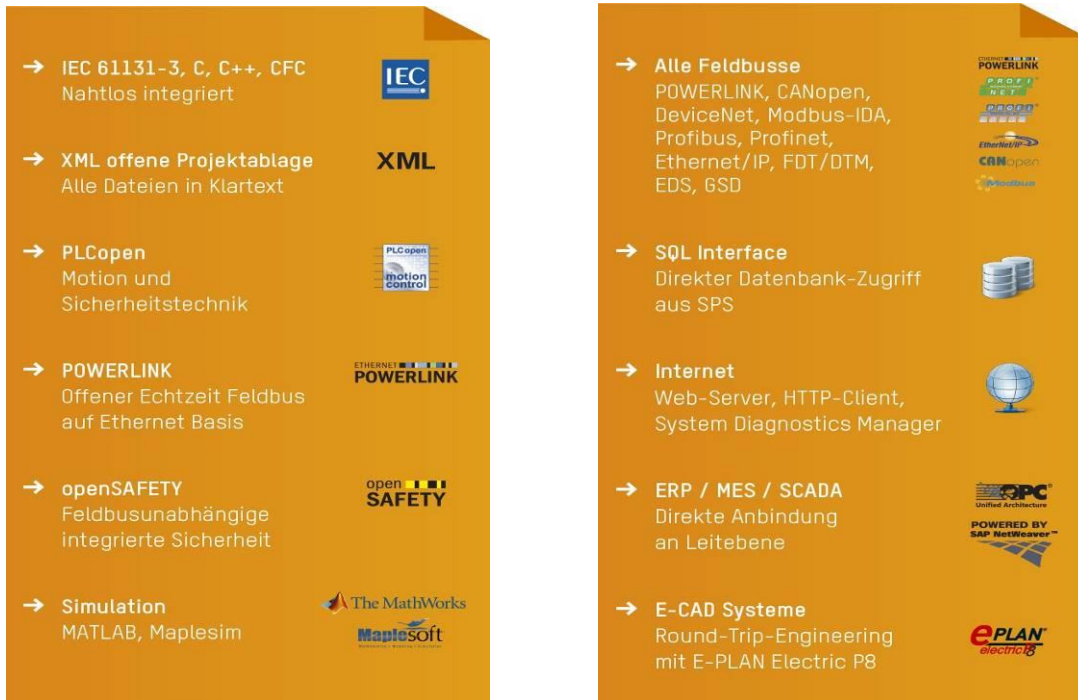 → IEC 61131-3, C, C++, CFC
Nahtlos integriert
IEC
→ XML offene Projektablage
Alle Dateien in Klartext
XML
→ PLCopen
Motion und
Sicherheitstechnik
PLCopen
motion
control
→ POWERLINK
Offener Echtzeit Feldbus
auf Ethernet Basis
ETHERNET
POWERLINK
→ openSAFETY
Feldbusunabhängige
integrierte Sicherheit
open
SAFETY
→ Simulation
MATLAB, Maplesim
The MathWorks
Maplesoft
→ Alle Feldbusse
POWERLINK, CANopen,
DeviceNet, Modbus-IDA,
Profibus, Profinet,
Ethernet/IP, FDT/DTM,
EDS, GSD
ETHERNET
POWERLINK
PROFI
NET
PROFI
EtherNet/IP
CANopen
Modbus
→ SQL Interface
Direkter Datenbank-Zugriff
aus SPS
→ Internet
Web-Server, HTTP-Client,
System Diagnostics Manager
→ ERP / MES / SCADA
Direkte Anbindung
an Leitebene
OPC
Unified Architecture
POWERED BY
SAP NetWeaver™
→ E-CAD Systeme
Round-Trip-Engineering
mit E-PLAN Electric P8
ePLAN
electric P8